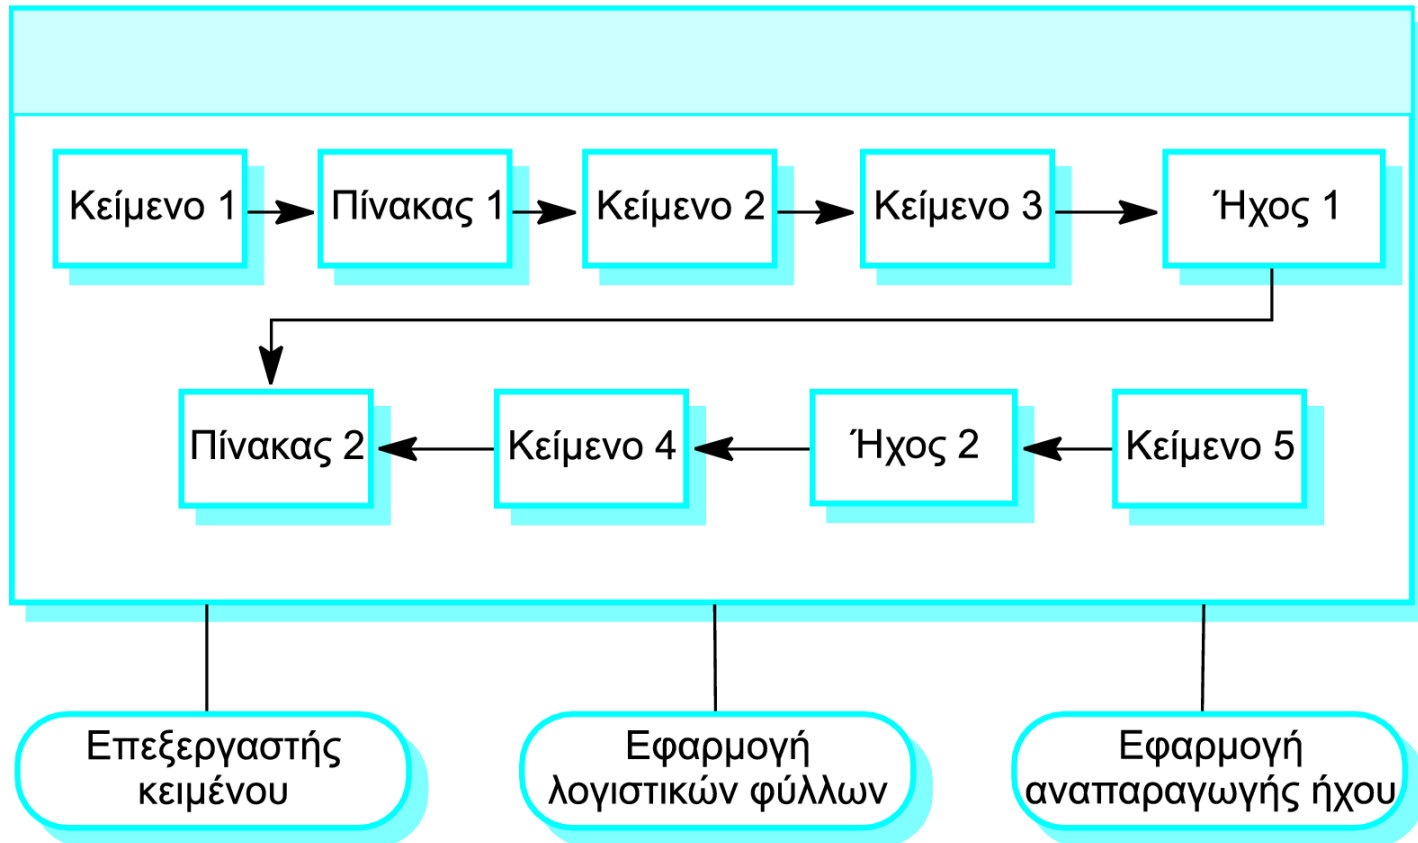 Κείμενο 1
Πίνακας 1
Κείμενο 2
Κείμενο 3
Ήχος 1
Πίνακας 2
Κείμενο 4
Ήχος 2
Κείμενο 5
Επεξεργαστής
κειμένου
Εφαρμογή
λογιστικών φύλλων
Εφαρμογή
αναπαραγωγής ήχου